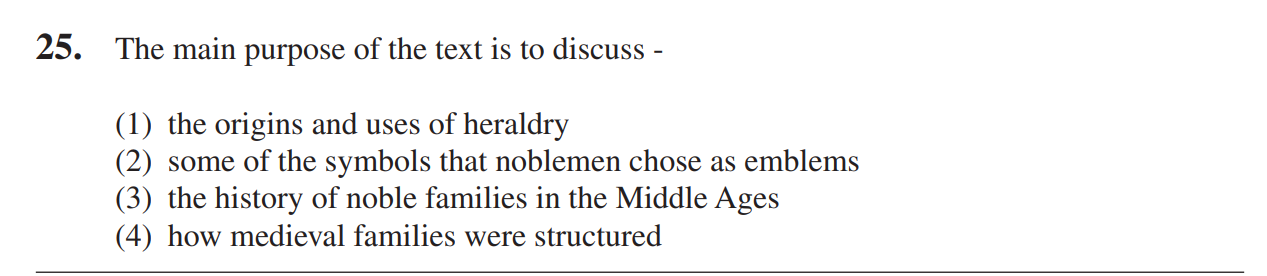 25. The main purpose of the text is to discuss -
(1) the origins and uses of heraldry
(2) some of the symbols that noblemen chose as emblems
(3) the history of noble families in the Middle Ages
(4) how medieval families were structured